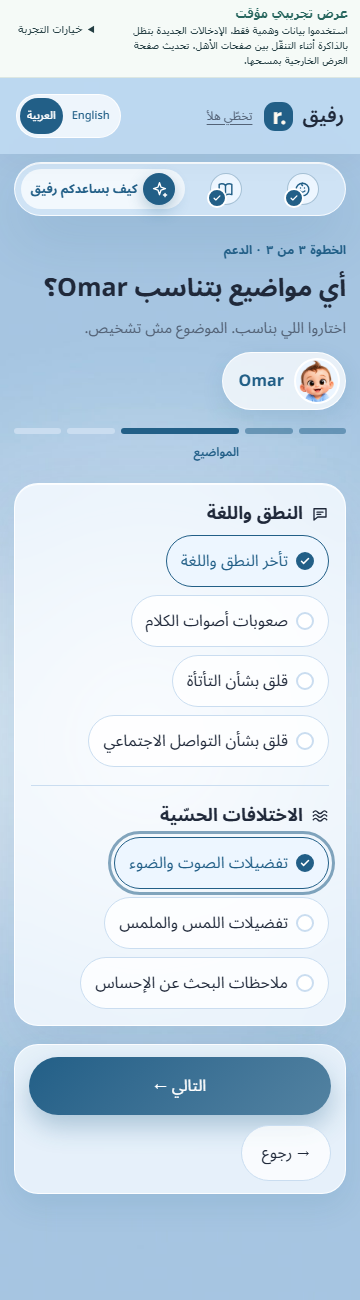 عرض تجريبي مؤقت
استخدموا بيانات وهمية فقط. الإدخالات الجديدة بتظل
بالذاكرة أثناء التنقّل بين صفحات الأهل. تحديث صفحة
العرض الخارجية بمسحها.
◀ خيارات التجربة
رفيق
r.
تخطّي هلأ
English
العربية
كيف بساعدكم رفيق
الخطوة ٣ من ٣ · الدعم
أي مواضيع بتناسب Omar؟
اختاروا اللي بناسب. الموضوع مش تشخيص.
Omar
المواضيع
النطق واللغة
تأخر النطق واللغة
صعوبات أصوات الكلام
قلق بشأن التأتأة
قلق بشأن التواصل الاجتماعي
الاختلافات الحسّية
تفضيلات الصوت والضوء
تفضيلات اللمس والملمس
ملاحظات البحث عن الإحساس
التالي ←
→ رجوع